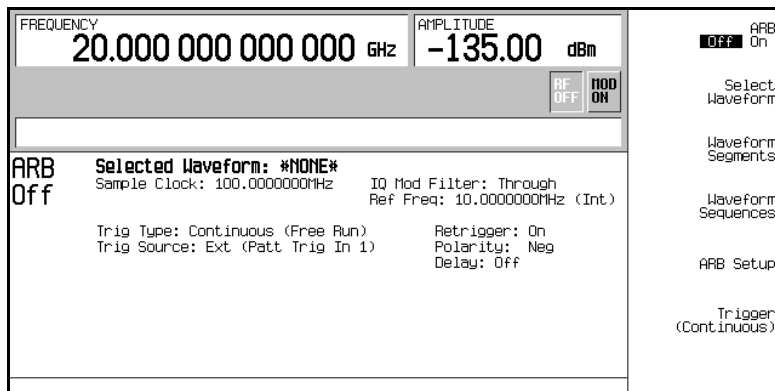 FREQUENCY
20.000 000 000 000 GHz
AMPLITUDE
-135.00 dBm
RF OFF
MOD ON
ARB Off
Selected Waveform: *NONE*
Sample Clock: 100.0000000MHz
IQ Mod Filter: Through
Ref Freq: 10.0000000MHz (Int)
Trig Type: Continuous (Free Run)
Retrigger: On
Trig Source: Ext (Patt Trig In 1)
Polarity: Neg
Delay: Off
ARB
Off On
Select
Waveform
Waveform
Segments
Waveform
Sequences
ARB Setup
Trigger
(Continuous)